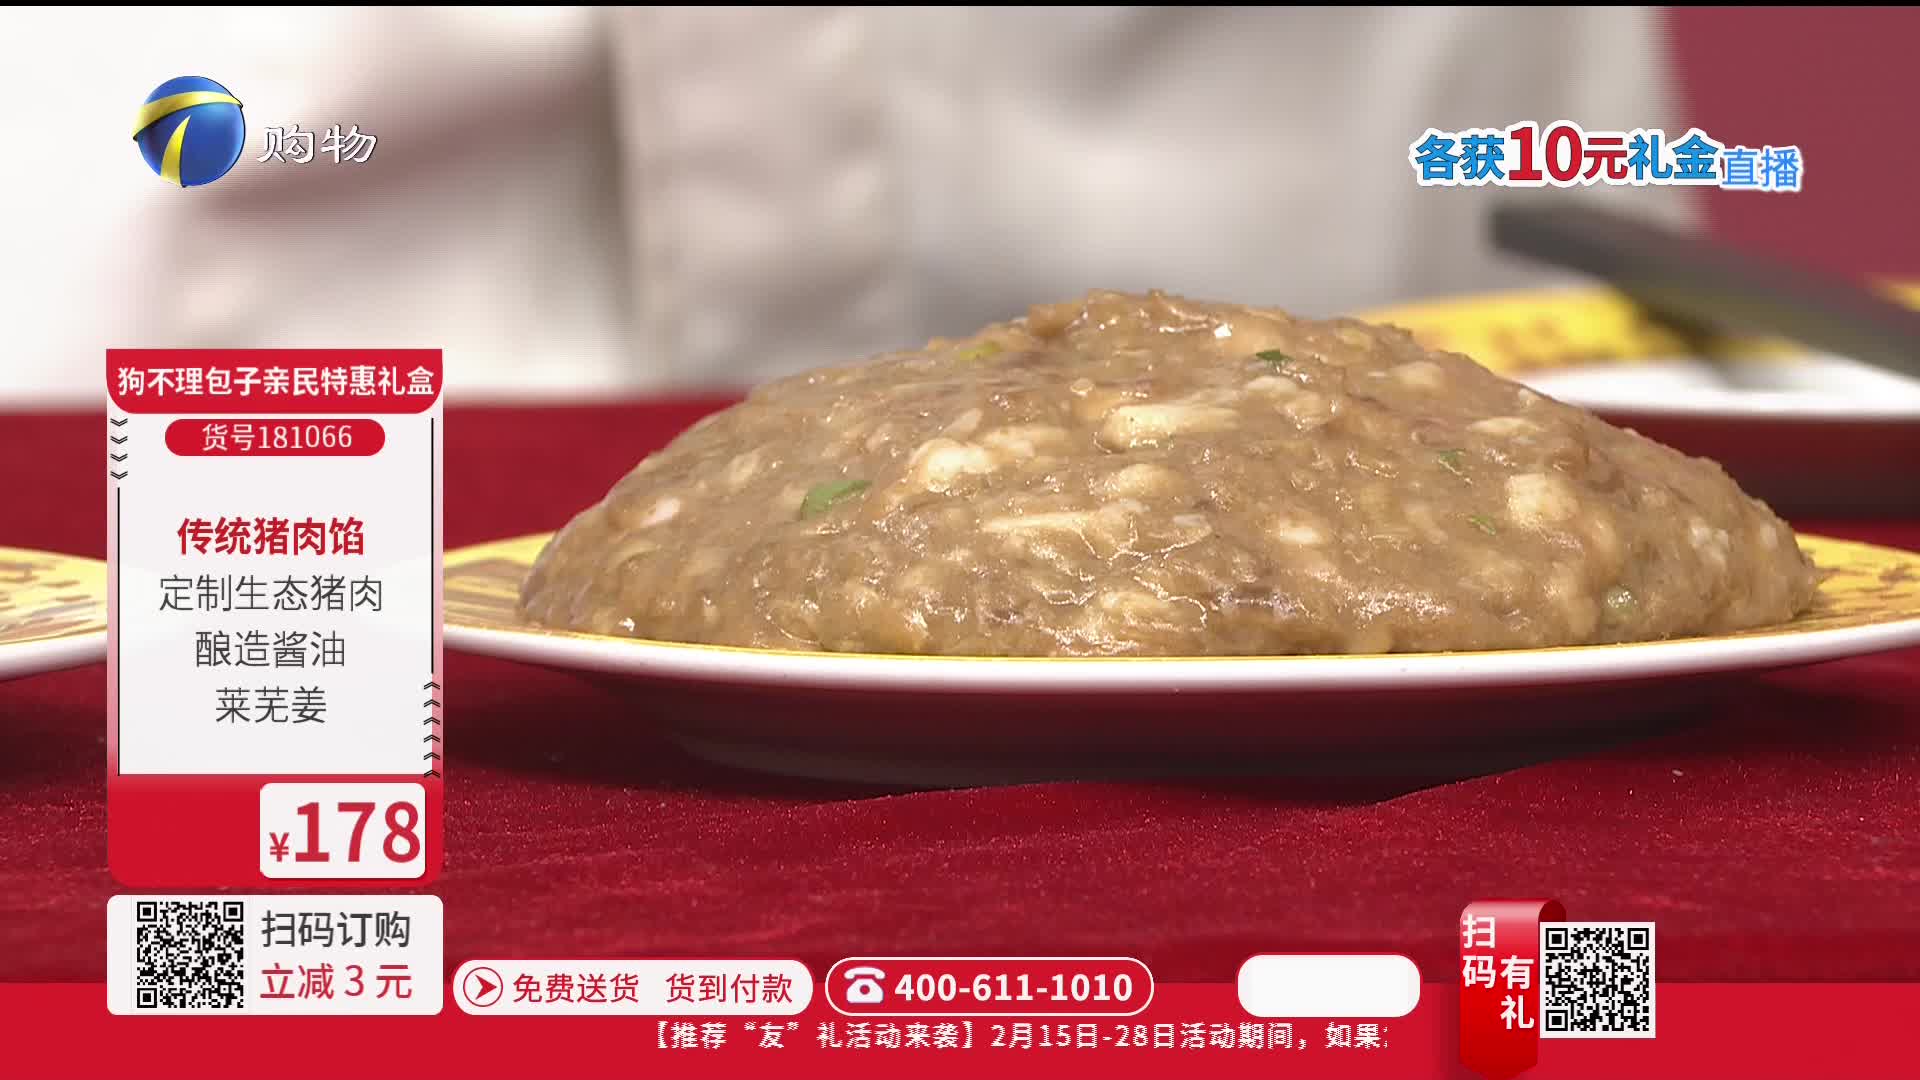 购物
各获10元礼金直播
狗不理包子亲民特惠礼盒
货号181066
传统猪肉馅
定制生态猪肉
酿造酱油
莱芜姜
¥178
扫码订购
立减3元
免费送货 货到付款
400-611-1010
扫码有礼
【推荐“友”礼活动来袭】2月15日-28日活动期间，如果